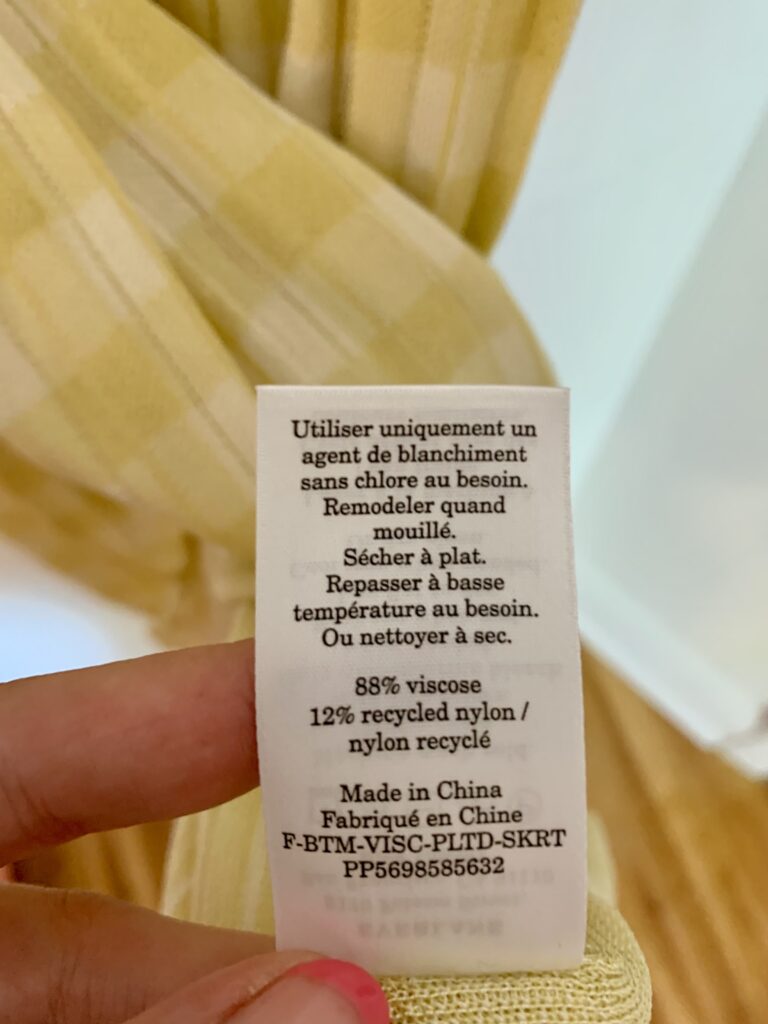 Utiliser uniquement un
agent de blanchiment
sans chlore au besoin.
Remodeler quand
mouillé.
Sécher à plat.
Repasser à basse
température au besoin.
Ou nettoyer à sec.
88% viscose
12% recycled nylon /
nylon recyclé
Made in China
Fabriqué en Chine
F-BTM-VISC-PLTD-SKRT
PP5698585632
EVERLANE